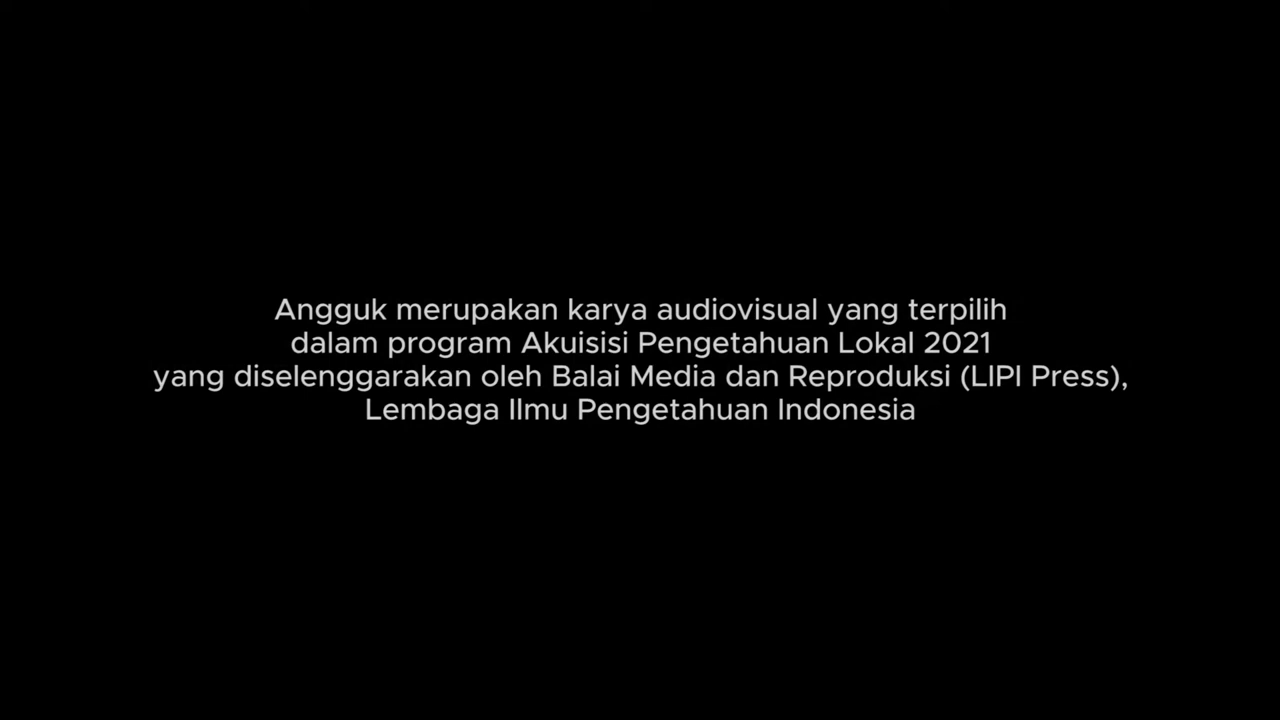 Angguk merupakan karya audiovisual yang terpilih
dalam program Akuisisi Pengetahuan Lokal 2021
yang diselenggarakan oleh Balai Media dan Reproduksi (LIPI Press),
Lembaga Ilmu Pengetahuan Indonesia